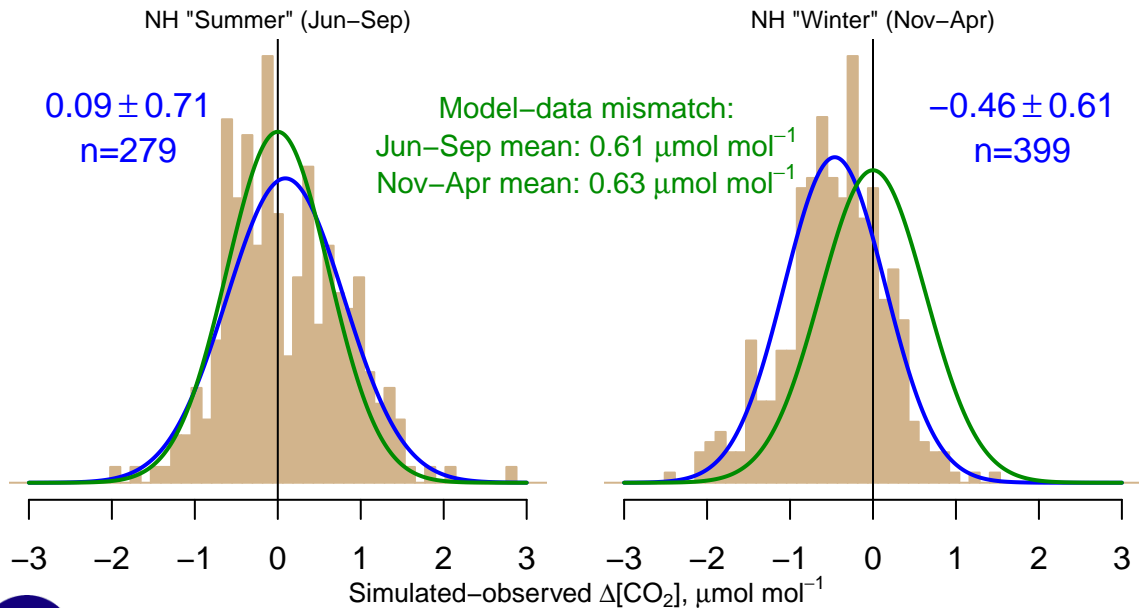 NH "Summer" (Jun−Sep)
0.09 ± 0.71
n=279
Model−data mismatch:
Jun−Sep mean: 0.61 μmol mol⁻¹
Nov−Apr mean: 0.63 μmol mol⁻¹
NH "Winter" (Nov−Apr)
−0.46 ± 0.61
n=399
−3 −2 −1 0 1 2 3
−3 −2 −1 0 1 2 3
Simulated−observed Δ[CO₂], μmol mol⁻¹